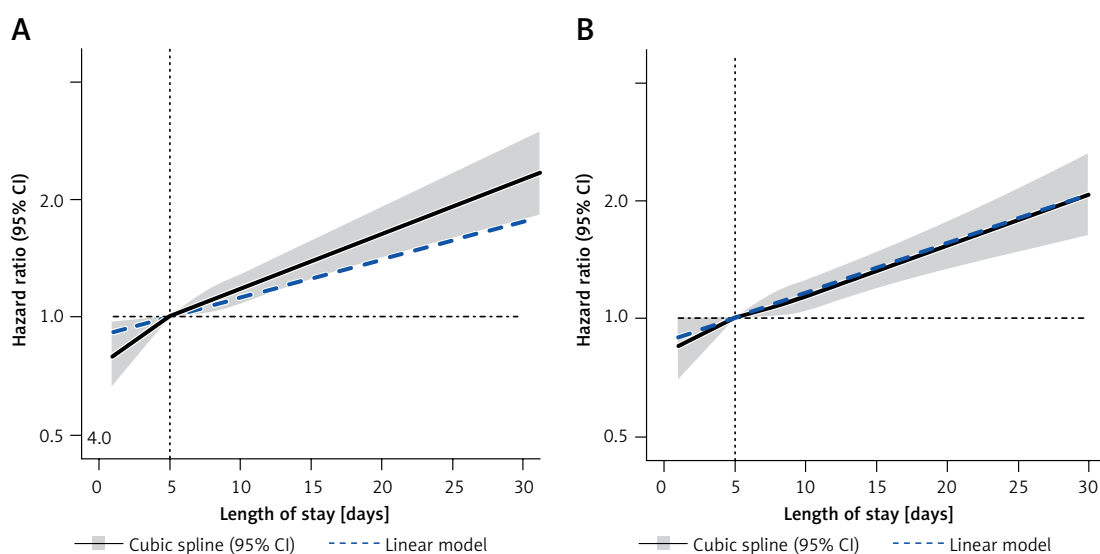 A
Hazard ratio (95% CI)
2.0
1.0
0.5
4.0
0 5 10 15 20 25 30
Length of stay [days]
Cubic spline (95% CI) Linear model
B
Hazard ratio (95% CI)
2.0
1.0
0.5
0 5 10 15 20 25 30
Length of stay [days]
Cubic spline (95% CI) Linear model